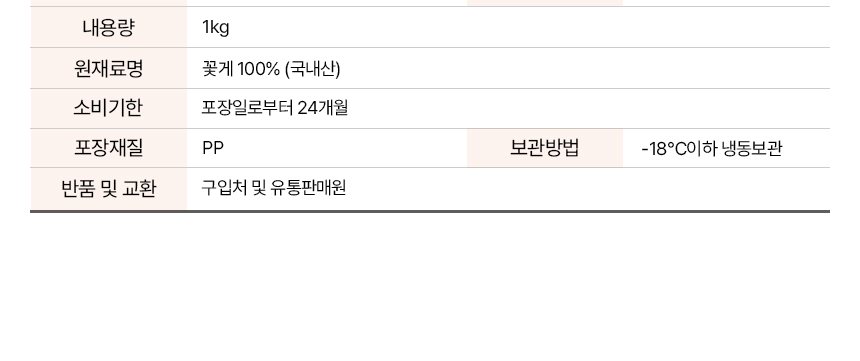 내용량 1kg
원재료명 꽃게 100% (국내산)
소비기한 포장일로부터 24개월
포장재질 PP 보관방법 -18°C이하 냉동보관
반품 및 교환 구입처 및 유통판매원